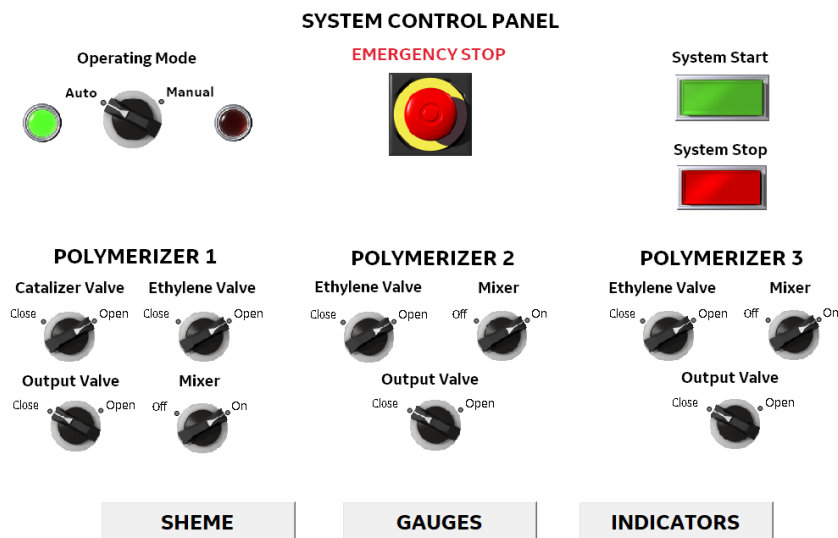 SYSTEM CONTROL PANEL
Operating Mode
EMERGENCY STOP
System Start
Auto
Manual
System Stop
POLYMERIZER 1
POLYMERIZER 2
POLYMERIZER 3
Catalizer Valve
Ethylene Valve
Ethylene Valve
Mixer
Ethylene Valve
Mixer
Close
Open
Close
Open
Close
Open
Off
On
Close
Open
Off
On
Output Valve
Mixer
Output Valve
Output Valve
Close
Open
Off
On
Close
Open
Close
Open
SHEME
GAUGES
INDICATORS